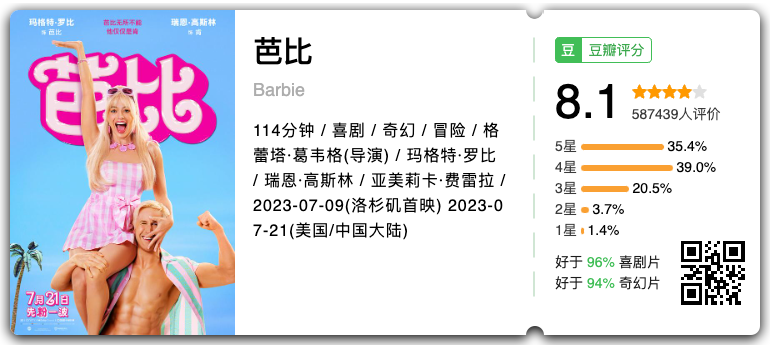 玛格特·罗比
饰 芭比
芭比无所不能
他仅仅是肯
瑞恩·高斯林
饰 肯
芭比
7月21日
先粉一波
芭比
Barbie
114分钟 / 喜剧 / 奇幻 / 冒险 / 格
蕾塔·葛韦格(导演) / 玛格特·罗比
/ 瑞恩·高斯林 / 亚美莉卡·费雷拉 /
2023-07-09(洛杉矶首映) 2023-0
7-21(美国/中国大陆)
豆 豆瓣评分
8.1
587439人评价
5星 35.4%
4星 39.0%
3星 20.5%
2星 3.7%
1星 1.4%
好于 96% 喜剧片
好于 94% 奇幻片